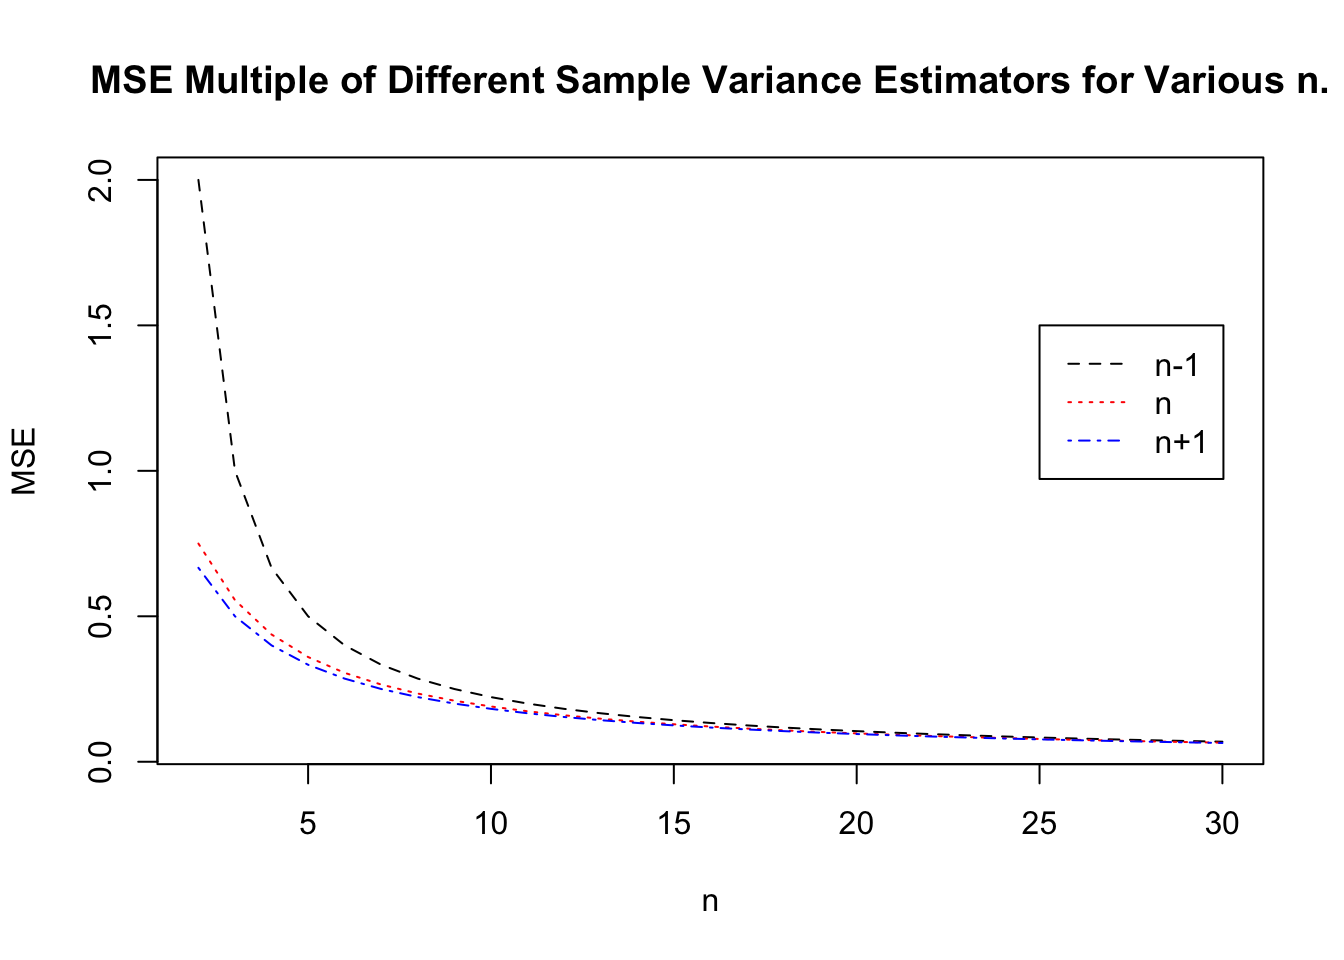 MSE Multiple of Different Sample Variance Estimators for Various n.
2.0
1.5
1.0
0.5
0.0
MSE
n-1
n
n+1
5 10 15 20 25 30
n